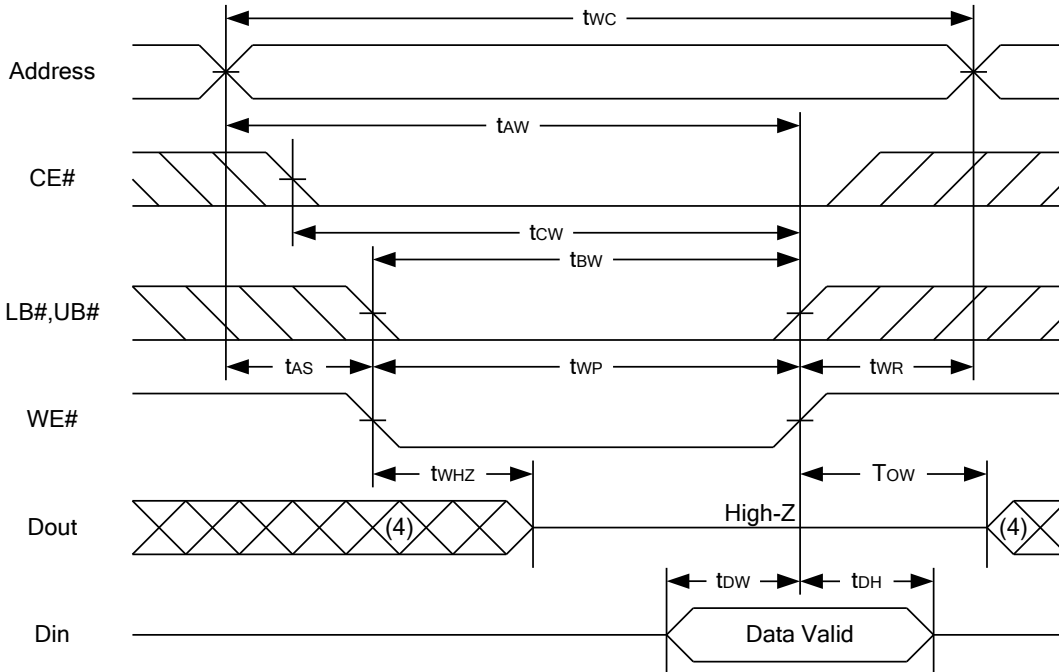 tWC
Address
tAW
CE#
tCW
tBW
LB#,UB#
tAS
tWP
tWR
WE#
tWHZ
TOW
Dout
(4)
High-Z
(4)
tDW
tDH
Din
Data Valid